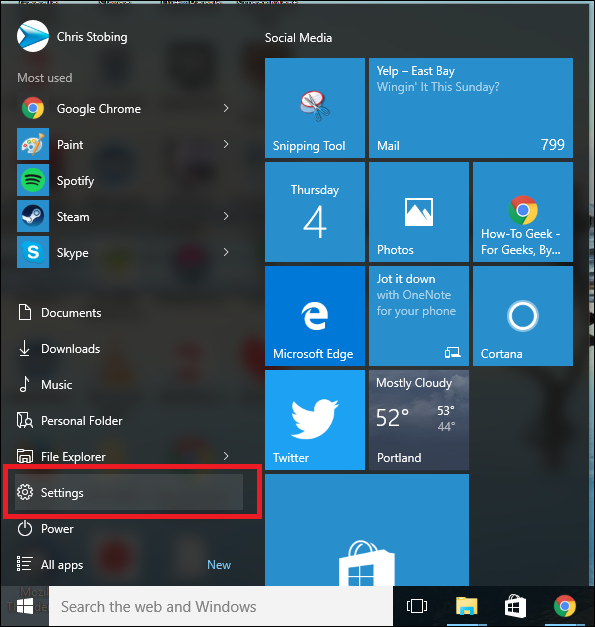 Chris Stobing
Most used
Google Chrome
Paint
Spotify
Steam
Skype
Documents
Downloads
Music
Personal Folder
File Explorer
Settings
Power
All apps
New
Social Media
Snipping Tool
Yelp – East Bay
Wingin' It This Sunday?
Mail
799
Thursday
4
Photos
How-To Geek -
For Geeks, By...
Microsoft Edge
Jot it down
with OneNote
for your phone
Cortana
Twitter
Mostly Cloudy
52°
53°
44°
Portland
Search the web and Windows